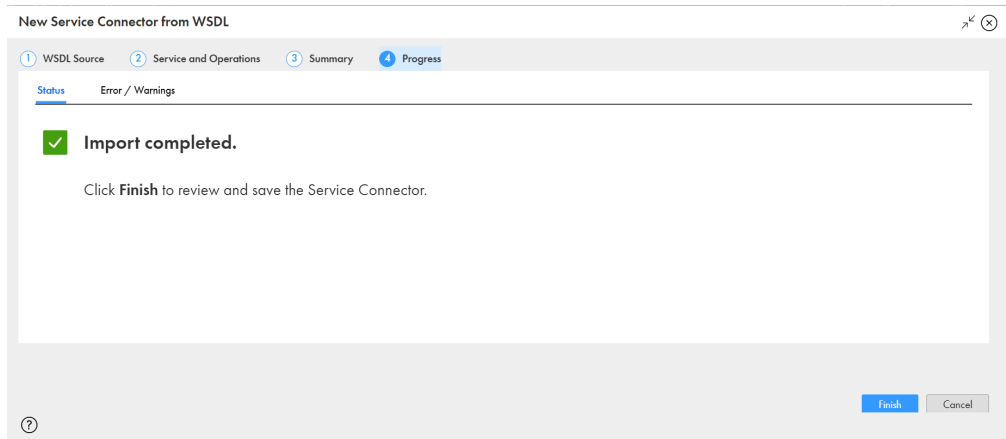 New Service Connector from WSDL
1 WSDL Source 2 Service and Operations 3 Summary 4 Progress
Status Error / Warnings
Import completed.
Click Finish to review and save the Service Connector.
Finish Cancel
?